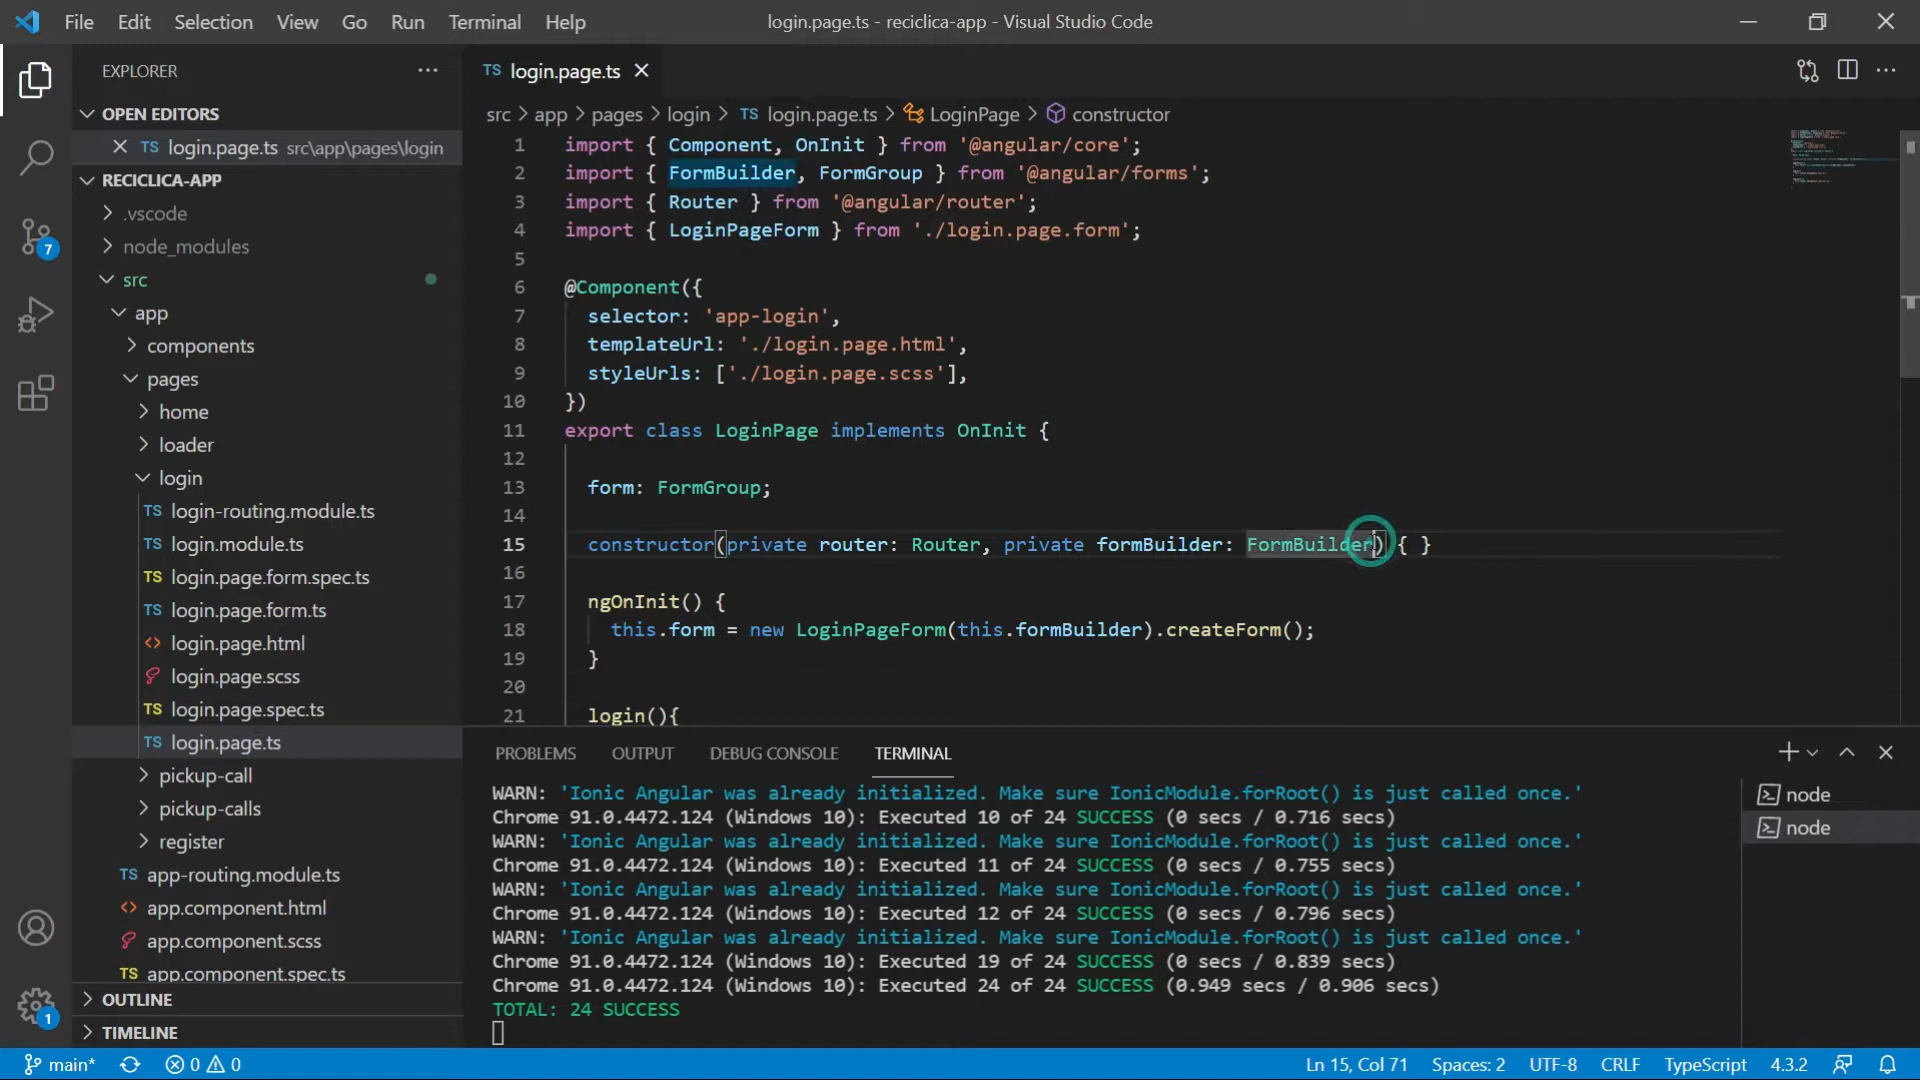 File Edit Selection View Go Run Terminal Help
login.page.ts - reciclica-app - Visual Studio Code
EXPLORER
OPEN EDITORS
TS login.page.ts src\app\pages\login
RECICLICA-APP
.vscode
node_modules
src
app
components
pages
home
loader
login
TS login-routing.module.ts
TS login.module.ts
TS login.page.form.spec.ts
TS login.page.form.ts
<> login.page.html
login.page.scss
TS login.page.spec.ts
TS login.page.ts
pickup-call
pickup-calls
register
TS app-routing.module.ts
<> app.component.html
app.component.scss
TS app.component.spec.ts
OUTLINE
TIMELINE
7
1
TS login.page.ts
src > app > pages > login > TS login.page.ts > LoginPage > constructor
1 import { Component, OnInit } from '@angular/core';
2 import { FormBuilder, FormGroup } from '@angular/forms';
3 import { Router } from '@angular/router';
4 import { LoginPageForm } from './login.page.form';
5
6 @Component({
7 selector: 'app-login',
8 templateUrl: './login.page.html',
9 styleUrls: ['./login.page.scss'],
10 })
11 export class LoginPage implements OnInit {
12
13 form: FormGroup;
14
15 constructor(private router: Router, private formBuilder: FormBuilder) { }
16
17 ngOnInit() {
18 this.form = new LoginPageForm(this.formBuilder).createForm();
19 }
20
21 login(){
PROBLEMS OUTPUT DEBUG CONSOLE TERMINAL
WARN: 'Ionic Angular was already initialized. Make sure IonicModule.forRoot() is just called once.'
Chrome 91.0.4472.124 (Windows 10): Executed 10 of 24 SUCCESS (0 secs / 0.716 secs)
WARN: 'Ionic Angular was already initialized. Make sure IonicModule.forRoot() is just called once.'
Chrome 91.0.4472.124 (Windows 10): Executed 11 of 24 SUCCESS (0 secs / 0.755 secs)
WARN: 'Ionic Angular was already initialized. Make sure IonicModule.forRoot() is just called once.'
Chrome 91.0.4472.124 (Windows 10): Executed 12 of 24 SUCCESS (0 secs / 0.796 secs)
WARN: 'Ionic Angular was already initialized. Make sure IonicModule.forRoot() is just called once.'
Chrome 91.0.4472.124 (Windows 10): Executed 19 of 24 SUCCESS (0 secs / 0.839 secs)
Chrome 91.0.4472.124 (Windows 10): Executed 24 of 24 SUCCESS (0.949 secs / 0.906 secs)
TOTAL: 24 SUCCESS
node
node
main* 0 0 Ln 15, Col 71 Spaces: 2 UTF-8 CRLF TypeScript 4.3.2